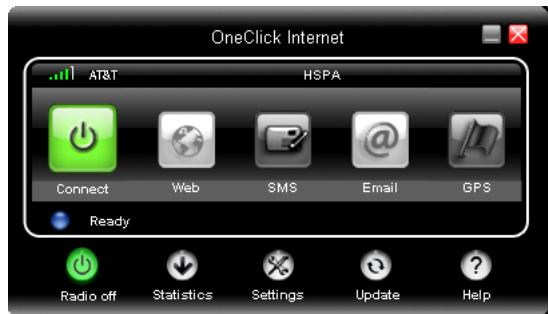 OneClick Internet
AT&T HSPA
Connect Web SMS Email GPS
Ready
Radio off Statistics Settings Update Help